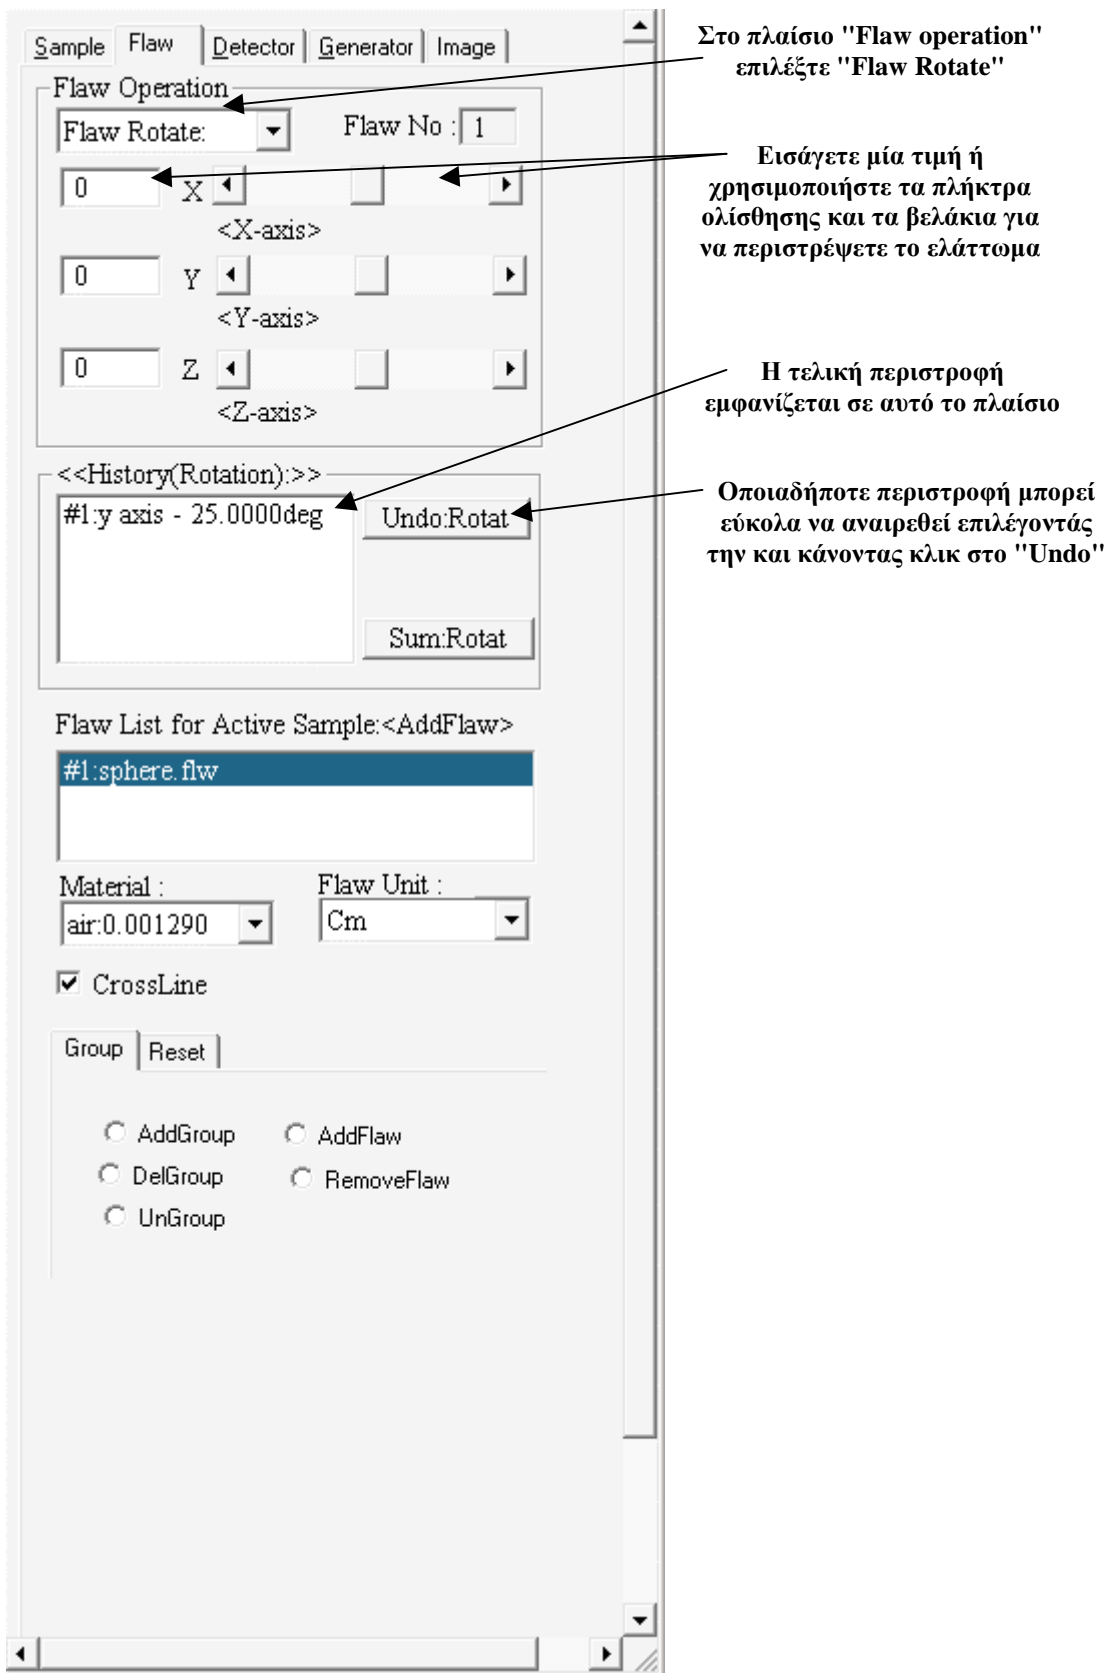 Sample Flaw Detector Generator Image
Στο πλαίσιο "Flaw operation"
επιλέξτε "Flaw Rotate"
Flaw Operation
Flaw Rotate: Flaw No : 1
Εισάγετε μία τιμή ή
χρησιμοποιήστε τα πλήκτρα
ολίσθησης και τα βελάκια για
να περιστρέψετε το ελάττωμα
0 X
<X-axis>
0 Y
<Y-axis>
0 Z
<Z-axis>
Η τελική περιστροφή
εμφανίζεται σε αυτό το πλαίσιο
<<History(Rotation):>>
#1:y axis - 25.0000deg
Undo:Rotat
Οποιαδήποτε περιστροφή μπορεί
εύκολα να αναιρεθεί επιλέγοντάς
την και κάνοντας κλικ στο "Undo"
Sum:Rotat
Flaw List for Active Sample:<AddFlaw>
#1:sphere.flw
Material : Flaw Unit :
air:0.001290 Cm
CrossLine
Group Reset
AddGroup AddFlaw
DelGroup RemoveFlaw
UnGroup